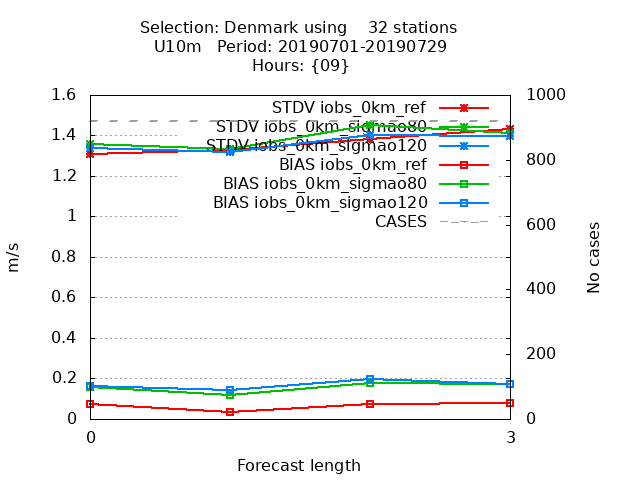 Selection: Denmark using 32 stations
U10m Period: 20190701-20190729
Hours: {09}
1.6
1.4
1.2
1
0.8
0.6
0.4
0.2
0
m/s
STDV iobs_0km_ref
STDV iobs_0km_sigmao80
STDV iobs_0km_sigmao120
BIAS iobs_0km_ref
BIAS iobs_0km_sigmao80
BIAS iobs_0km_sigmao120
CASES
1000
800
600
400
200
0
No cases
0
3
Forecast length